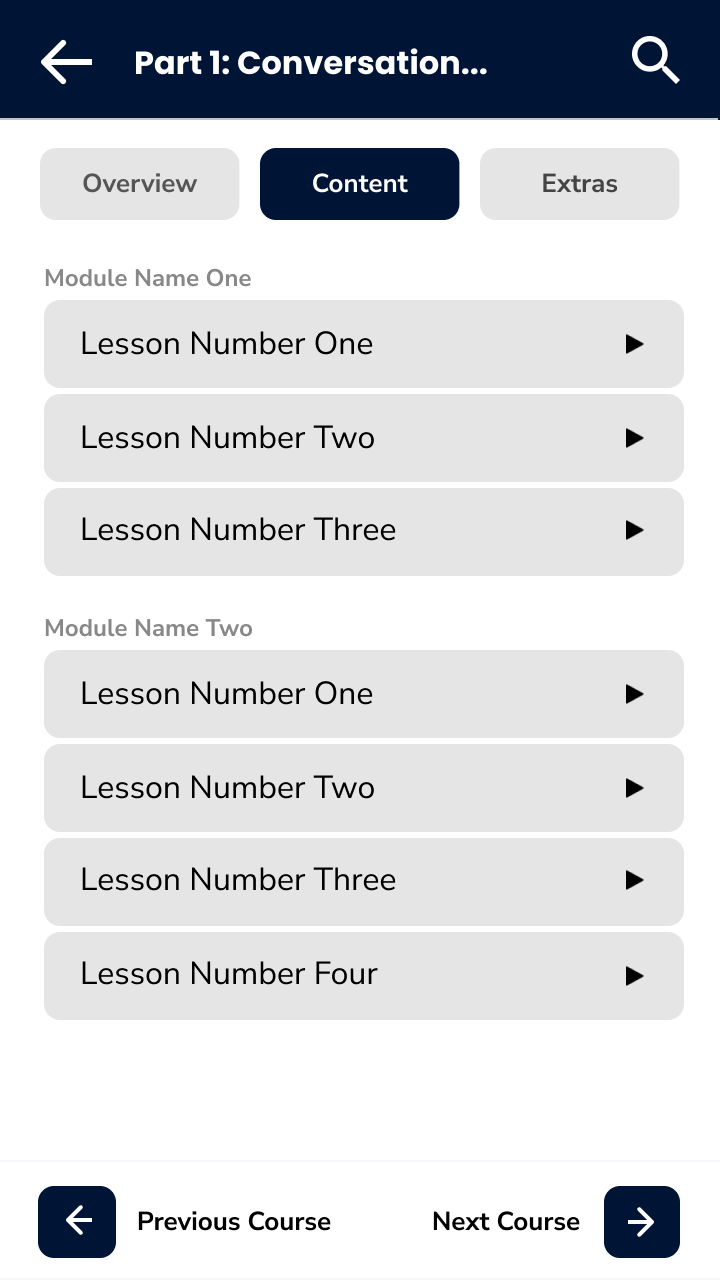 Part 1: Conversation...
Overview Content Extras
Module Name One
Lesson Number One
Lesson Number Two
Lesson Number Three
Module Name Two
Lesson Number One
Lesson Number Two
Lesson Number Three
Lesson Number Four
Previous Course Next Course